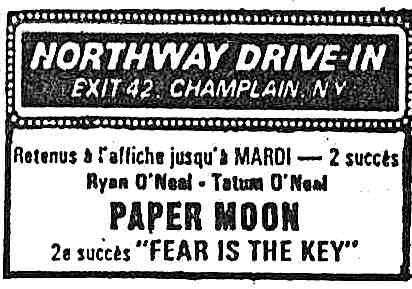 NORTHWAY DRIVE-IN
EXIT 42, CHAMPLAIN, NY
Retenus à l'affiche jusqu'à MARDI — 2 succès
Ryan O'Neal - Tatum O'Neal
PAPER MOON
2e succès "FEAR IS THE KEY"